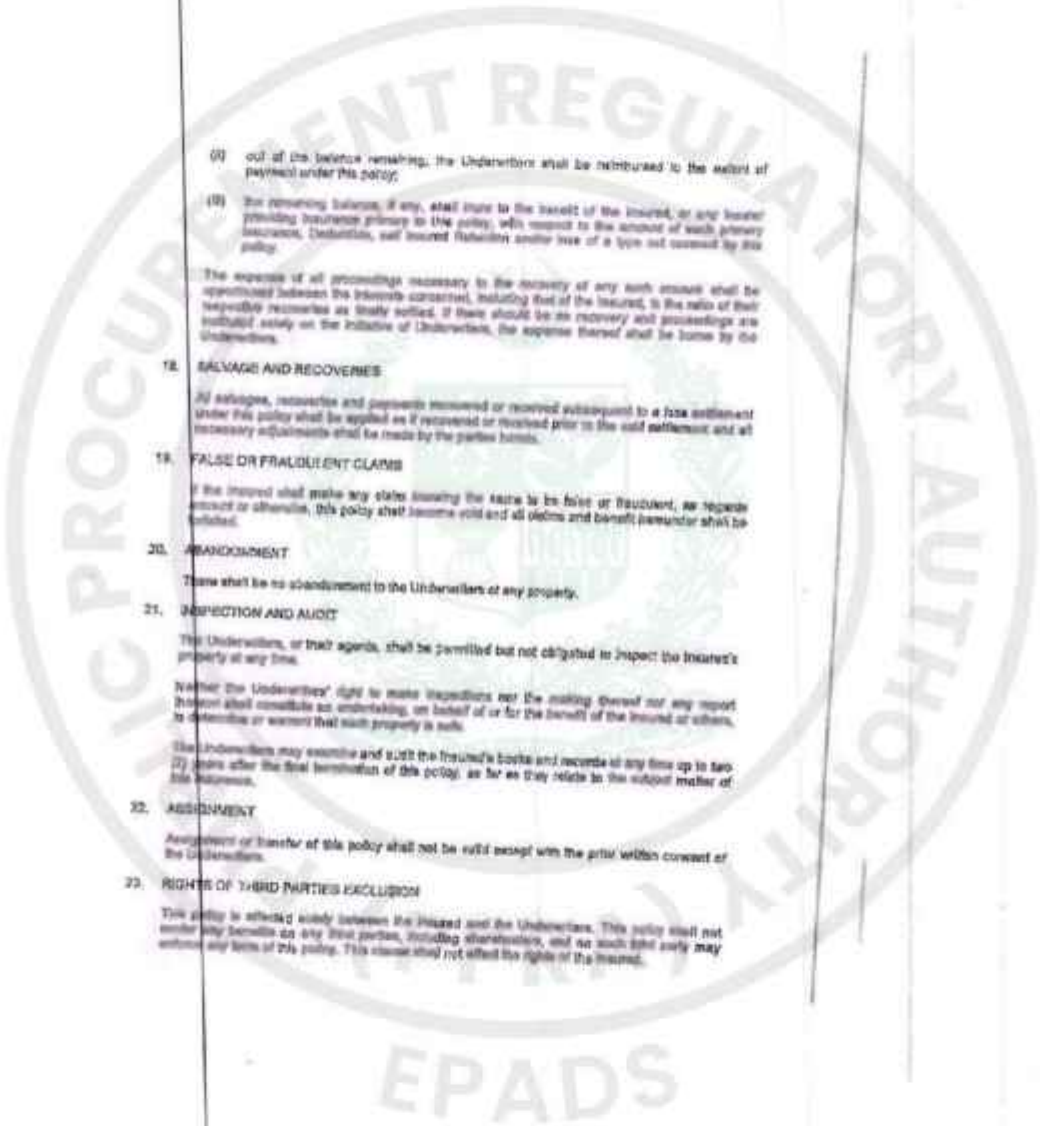 (ii) out of the balance remaining, the Underwriters shall be reimbursed to the extent of
payment under this policy;
(iii) the remaining balance, if any, shall inure to the benefit of the Insured, or any Insurer
providing insurance primary to this policy, with respect to the amount of such primary
insurance, Deductible, self insured Retention and/or loss of a type not covered by this
policy.
The expense of all proceedings necessary to the recovery of any such amount shall be
apportioned between the interests concerned, including that of the Insured, in the ratio of their
respective recoveries as finally settled. If there should be no recovery and proceedings are
instituted solely on the initiative of Underwriters, the expense thereof shall be borne by the
Underwriters.
18. SALVAGE AND RECOVERIES
All salvages, recoveries and payments recovered or received subsequent to a loss settlement
under this policy shall be applied as if recovered or received prior to the said settlement and all
necessary adjustments shall be made by the parties hereto.
19. FALSE OR FRAUDULENT CLAIMS
If the Insured shall make any claim knowing the same to be false or fraudulent, as regards
amount or otherwise, this policy shall become void and all claims and benefit hereunder shall be
forfeited.
20. ABANDONMENT
There shall be no abandonment to the Underwriters of any property.
21. INSPECTION AND AUDIT
The Underwriters, or their agents, shall be permitted but not obligated to inspect the Insured's
property at any time.
Neither the Underwriters' right to make inspections nor the making thereof nor any report
thereon shall constitute an undertaking, on behalf of or for the benefit of the Insured or others,
to determine or warrant that such property is safe.
The Underwriters may examine and audit the Insured's books and records at any time up to two
(2) years after the final termination of this policy, as far as they relate to the subject matter of
this Insurance.
22. ASSIGNMENT
Assignment or transfer of this policy shall not be valid except with the prior written consent of
the Underwriters.
23. RIGHTS OF THIRD PARTIES EXCLUSION
This policy is effected solely between the Insured and the Underwriters. This policy shall not
confer any benefits on any third parties, including shareholders, and no such third party may
enforce any term of this policy. This clause shall not affect the rights of the Insured.
PUBLIC PROCUREMENT REGULATORY AUTHORITY
EPADS